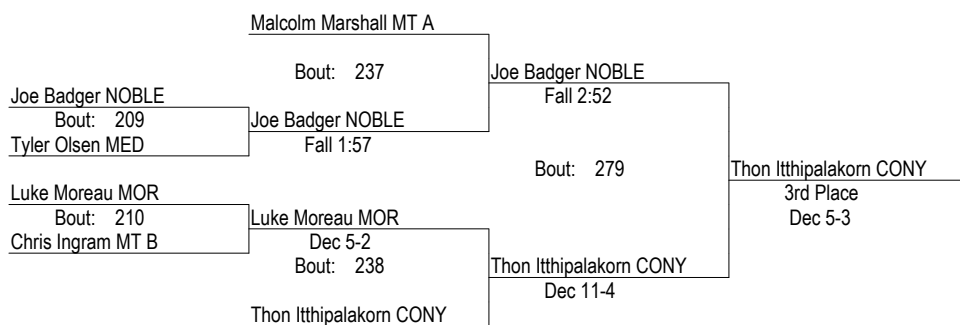 Malcolm Marshall MT A
Bout: 237
Joe Badger NOBLE
Fall 2:52
Joe Badger NOBLE
Bout: 209
Joe Badger NOBLE
Tyler Olsen MED
Fall 1:57
Bout: 279
Thon Itthipalakorn CONY
3rd Place
Dec 5-3
Luke Moreau MOR
Bout: 210
Luke Moreau MOR
Chris Ingram MT B
Dec 5-2
Bout: 238
Thon Itthipalakorn CONY
Dec 11-4
Thon Itthipalakorn CONY